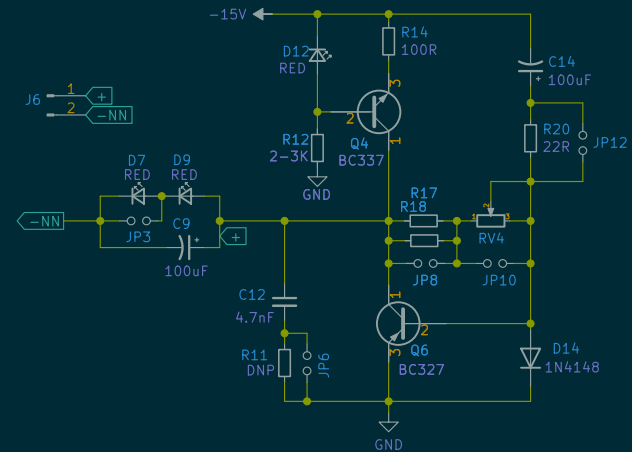 -15V
R14
100R
D12
RED
C14
100uF
J6
1
+
2
-NN
3
2
Q4
1
BC337
R12
2-3K
GND
R20
22R
JP12
D7
RED
D9
RED
R17
R18
2
1
3
RV4
-NN
JP3
C9
+
100uF
+
JP8
JP10
C12
4.7nF
1
2
3
Q6
BC327
R11
DNP
JP6
D14
1N4148
GND